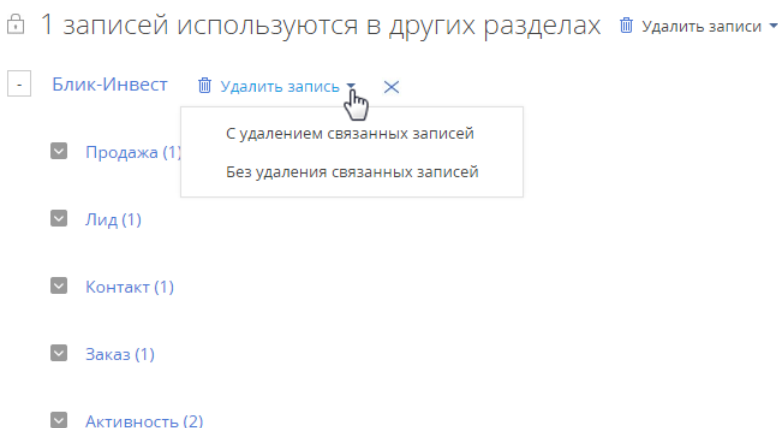 1 записей используются в других разделах Удалить записи
- Блик-Инвест Удалить запись
С удалением связанных записей
Продажа (1)
Без удаления связанных записей
Лид (1)
Контакт (1)
Заказ (1)
Активность (2)